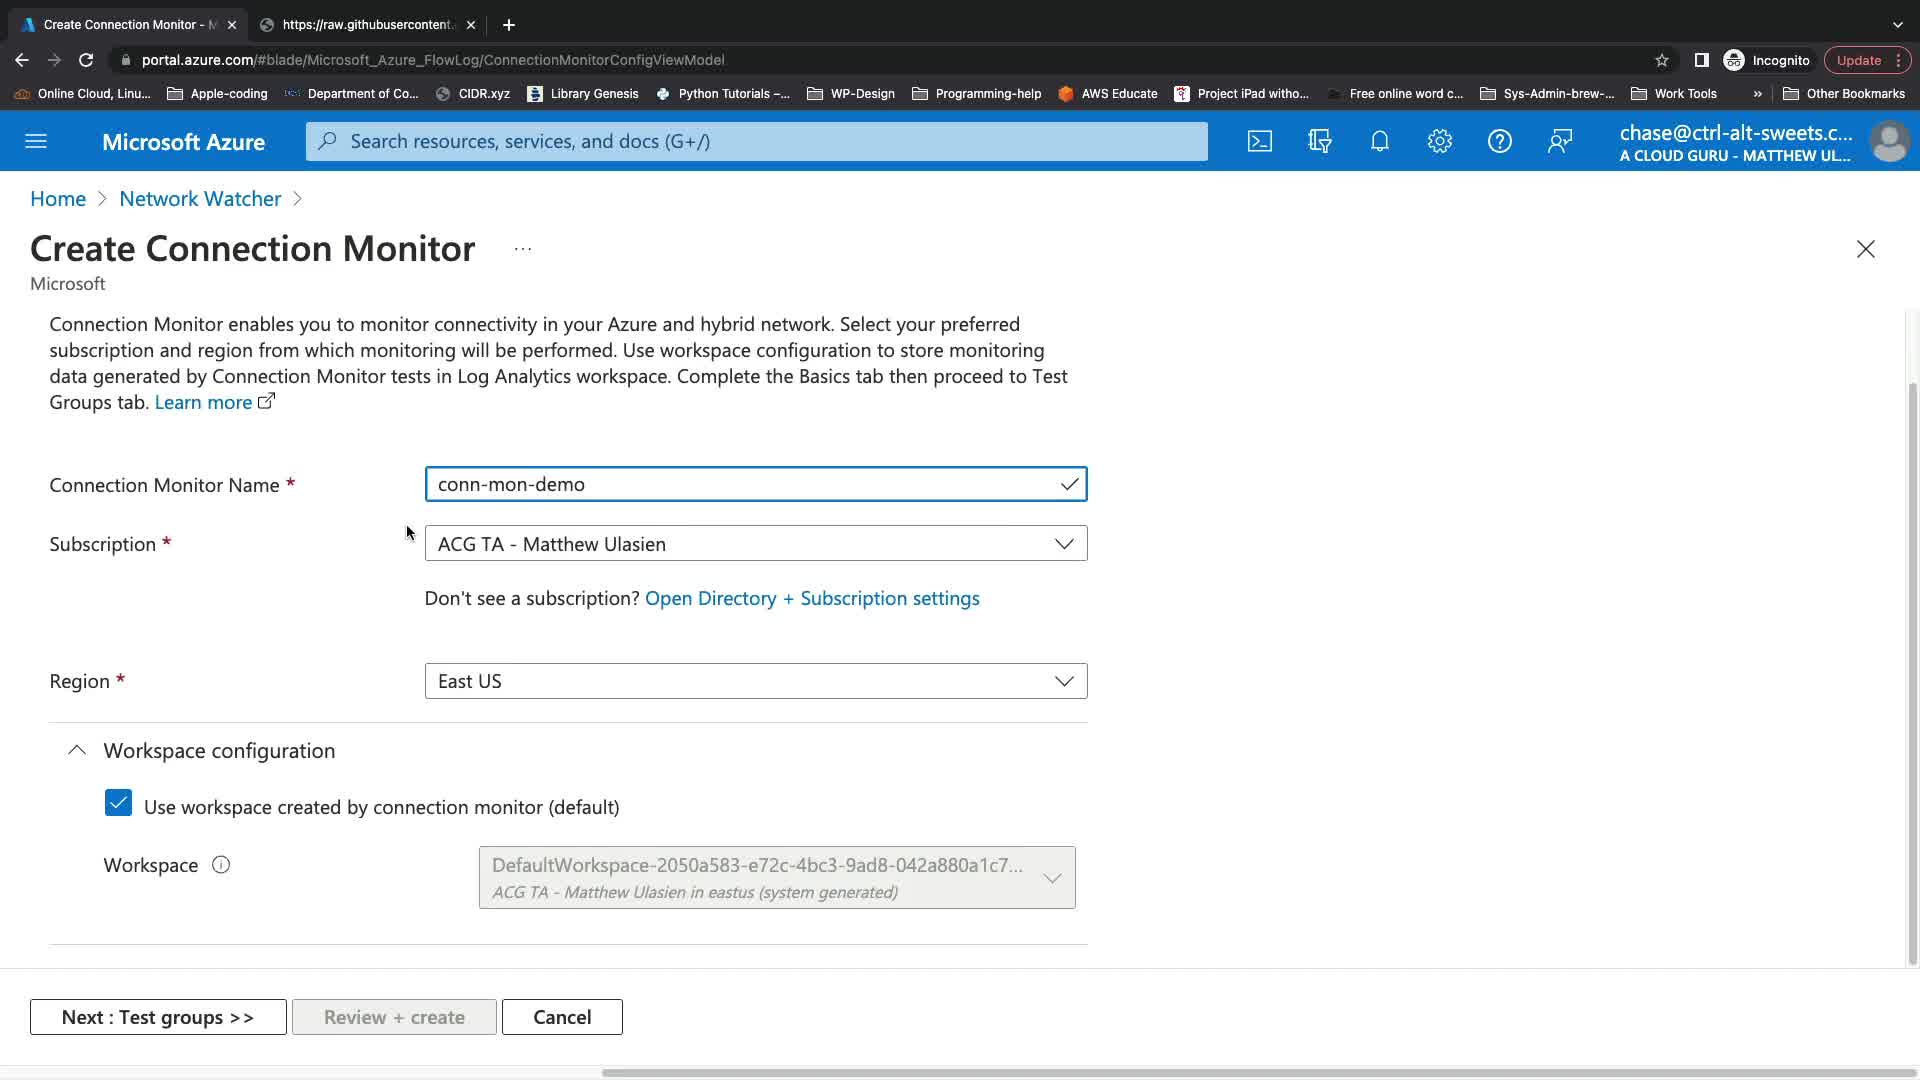 Create Connection Monitor - M
https://raw.githubusercontent.
portal.azure.com/#blade/Microsoft_Azure_FlowLog/ConnectionMonitorConfigViewModel
Incognito
Update
Online Cloud, Linu...
Apple-coding
Department of Co...
CIDR.xyz
Library Genesis
Python Tutorials –...
WP-Design
Programming-help
AWS Educate
Project iPad witho...
Free online word c...
Sys-Admin-brew-...
Work Tools
»
Other Bookmarks
Microsoft Azure
Search resources, services, and docs (G+/)
chase@ctrl-alt-sweets.c...
A CLOUD GURU - MATTHEW UL...
Home > Network Watcher >
Create Connection Monitor ...
Microsoft
Connection Monitor enables you to monitor connectivity in your Azure and hybrid network. Select your preferred
subscription and region from which monitoring will be performed. Use workspace configuration to store monitoring
data generated by Connection Monitor tests in Log Analytics workspace. Complete the Basics tab then proceed to Test
Groups tab. Learn more
Connection Monitor Name *
conn-mon-demo
Subscription *
ACG TA - Matthew Ulasien
Don't see a subscription? Open Directory + Subscription settings
Region *
East US
Workspace configuration
Use workspace created by connection monitor (default)
Workspace
DefaultWorkspace-2050a583-e72c-4bc3-9ad8-042a880a1c7...
ACG TA - Matthew Ulasien in eastus (system generated)
Next : Test groups >>
Review + create
Cancel